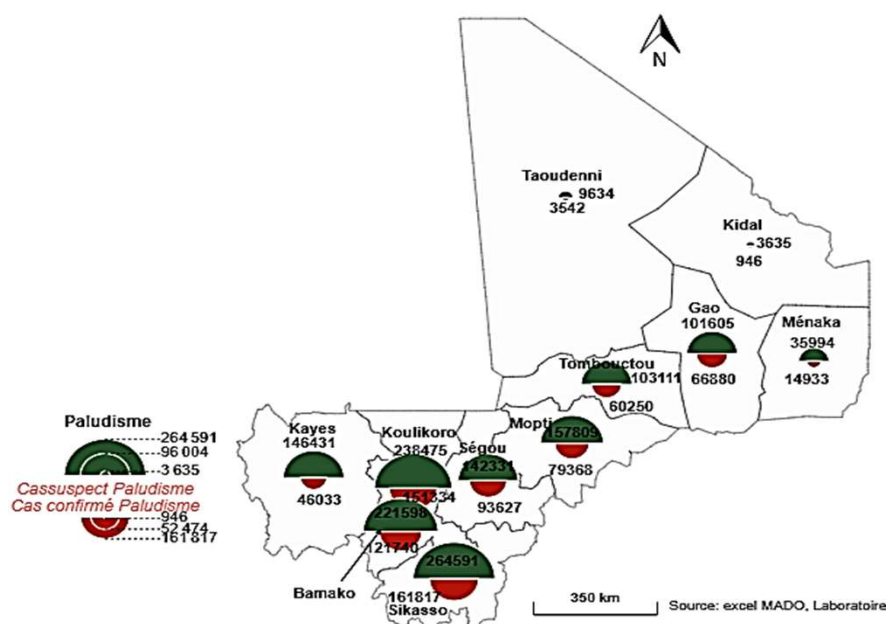 N
Taoudenni
9634
3542
Kidal
3635
946
Gao
101605
66880
Ménaka
35994
14933
Tombouctou
103111
60250
Mopti
157809
79368
Kayes
146431
46033
Koulikoro
238475
151334
Ségou
142331
93627
221598
121740
Bamako
264591
161817
Sikasso
Paludisme
264 591
96 004
3 635
Cassuspect Paludisme
Cas confirmé Paludisme
946
52 474
161 817
350 km
Source: excel MADO, Laboratoire